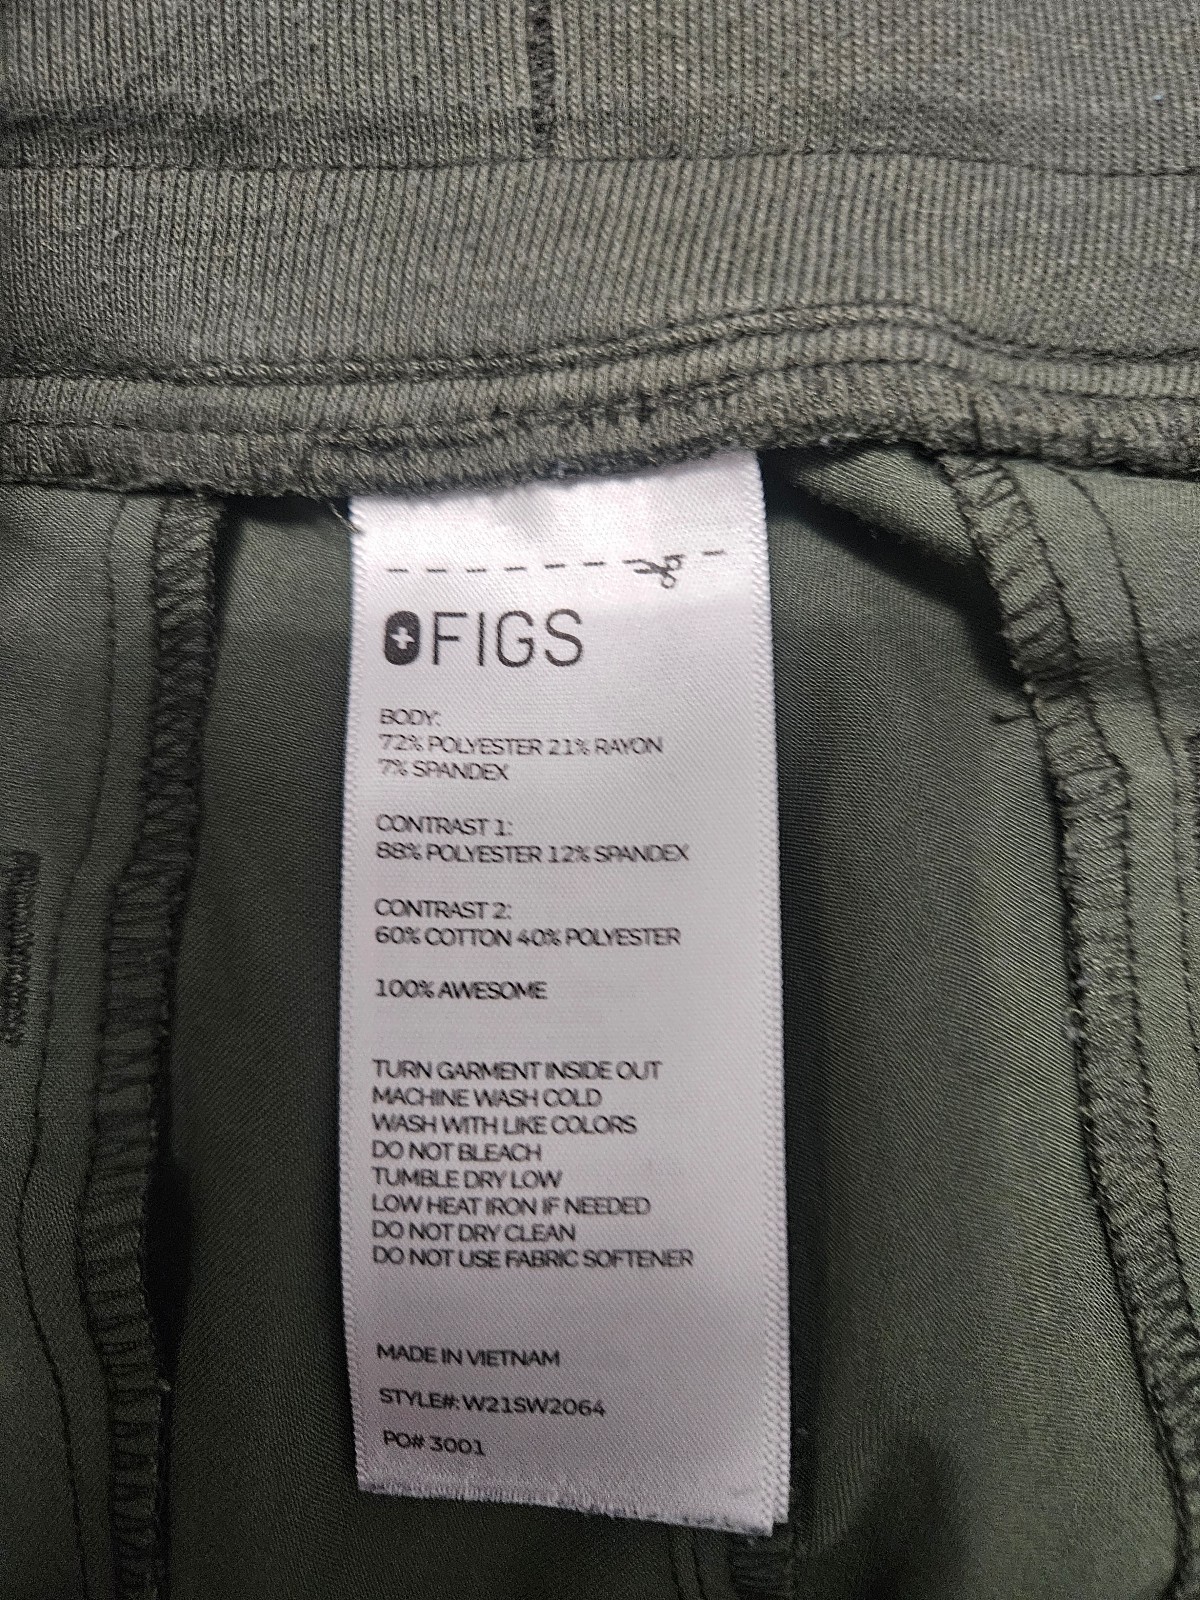 FIGS
BODY:
72% POLYESTER 21% RAYON
7% SPANDEX
CONTRAST 1:
88% POLYESTER 12% SPANDEX
CONTRAST 2:
60% COTTON 40% POLYESTER
100% AWESOME
TURN GARMENT INSIDE OUT
MACHINE WASH COLD
WASH WITH LIKE COLORS
DO NOT BLEACH
TUMBLE DRY LOW
LOW HEAT IRON IF NEEDED
DO NOT DRY CLEAN
DO NOT USE FABRIC SOFTENER
MADE IN VIETNAM
STYLE#: W21SW2064
PO# 3001